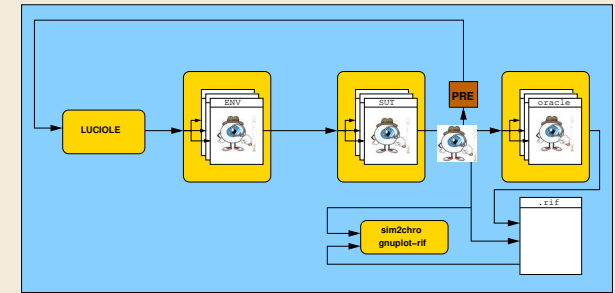 ENV
SUT
PRE
oracle
LUCIOLE
.rif
sim2chro
gnuplot-rif